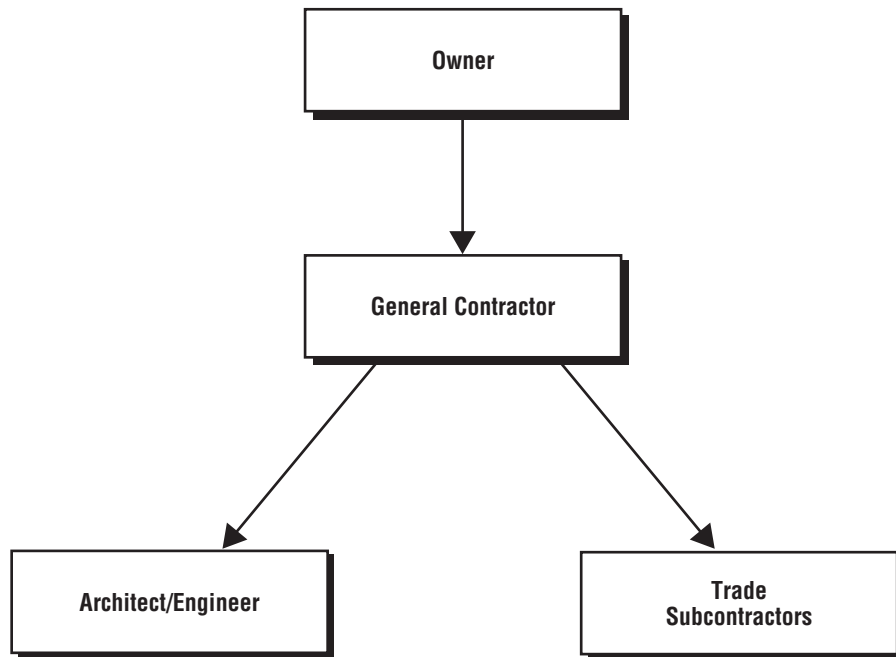 Owner
General Contractor
Architect/Engineer
Trade
Subcontractors